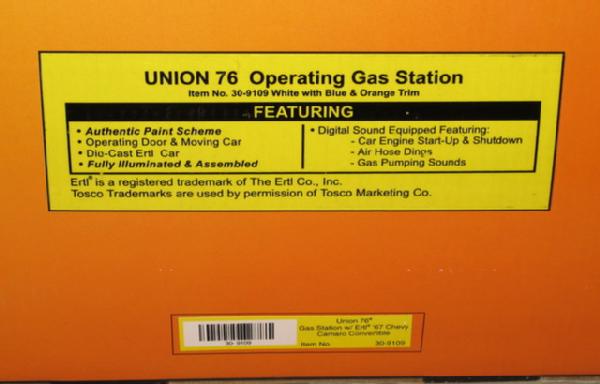 UNION 76 Operating Gas Station
Item No. 30-9109 White with Blue & Orange Trim
FEATURING
• Authentic Paint Scheme
• Operating Door & Moving Car
• Die-Cast Ertl Car
• Fully Illuminated & Assembled
• Digital Sound Equipped Featuring:
- Car Engine Start-Up & Shutdown
- Air Hose Dings
- Gas Pumping Sounds
Ertl® is a registered trademark of The Ertl Co., Inc.
Tosco Trademarks are used by permission of Tosco Marketing Co.
30-9109
Union 76®
Gas Station w/ Ertl® '67 Chevy
Camaro Convertible
Item No. 30-9109